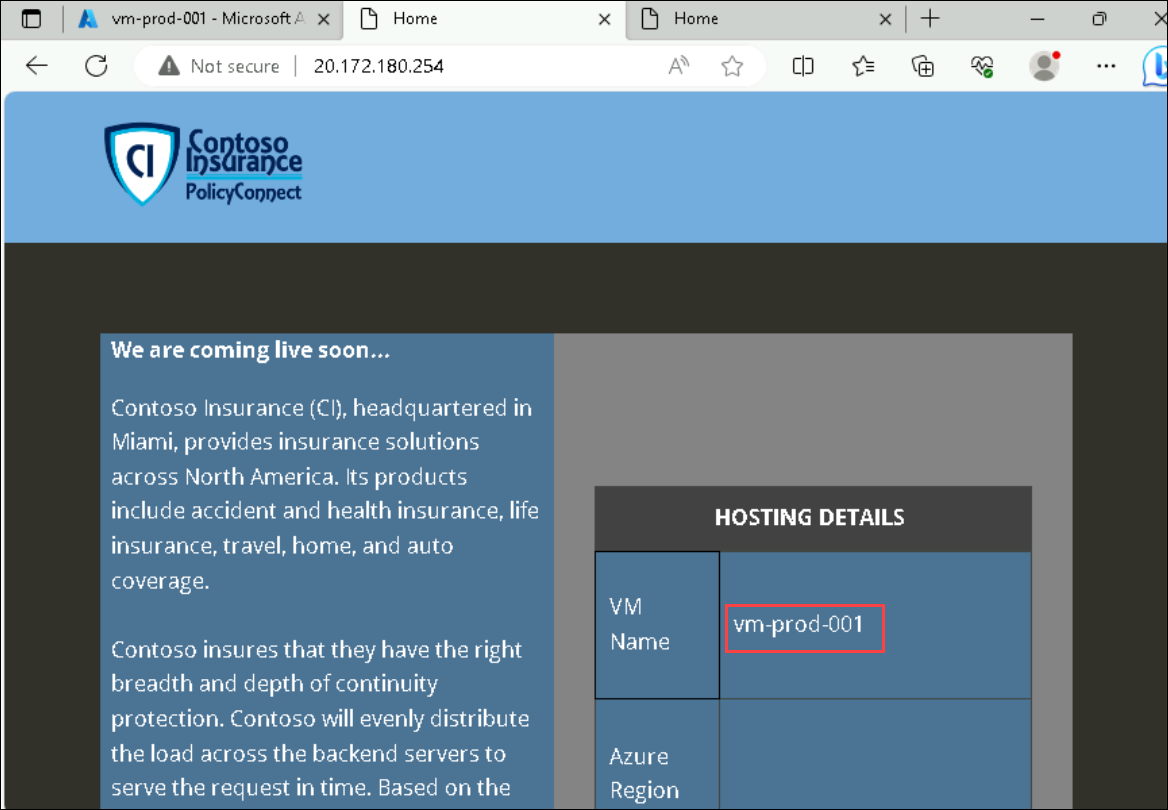 vm-prod-001 - Microsoft A
Home
Home
Not secure
20.172.180.254
CI
Contoso
Insurance
PolicyConnect
We are coming live soon...
Contoso Insurance (CI), headquartered in
Miami, provides insurance solutions
across North America. Its products
include accident and health insurance, life
insurance, travel, home, and auto
coverage.
Contoso insures that they have the right
breadth and depth of continuity
protection. Contoso will evenly distribute
the load across the backend servers to
serve the request in time. Based on the
HOSTING DETAILS
VM
Name
vm-prod-001
Azure
Region